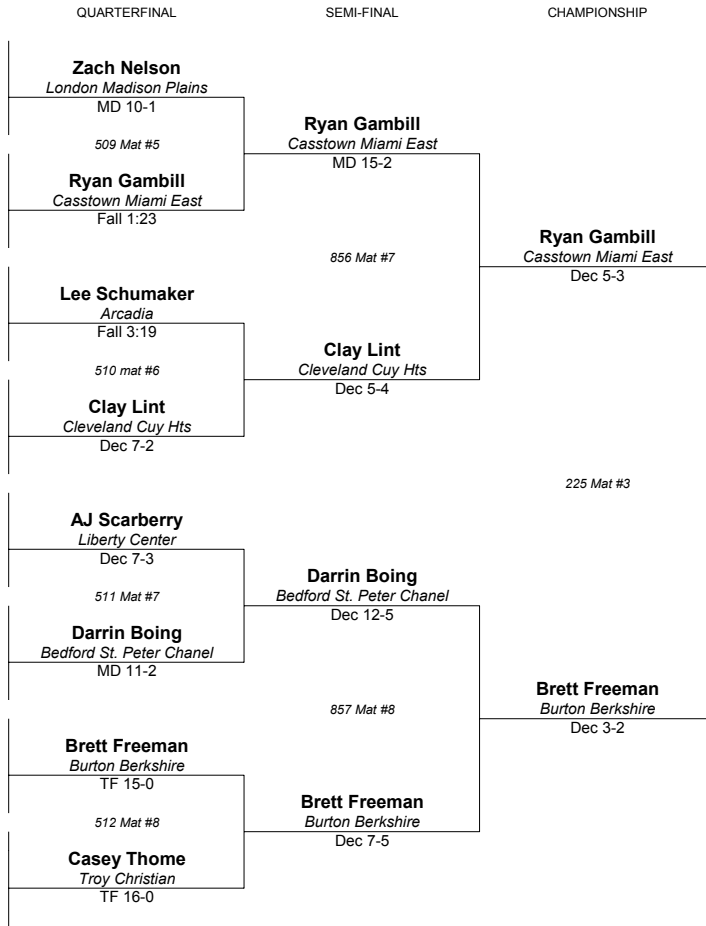 QUARTERFINAL
SEMI-FINAL
CHAMPIONSHIP
Zach Nelson
London Madison Plains
MD 10-1
509 Mat #5
Ryan Gambill
Casstown Miami East
Fall 1:23
Ryan Gambill
Casstown Miami East
MD 15-2
856 Mat #7
Ryan Gambill
Casstown Miami East
Dec 5-3
Lee Schumaker
Arcadia
Fall 3:19
510 mat #6
Clay Lint
Cleveland Cuy Hts
Dec 7-2
Clay Lint
Cleveland Cuy Hts
Dec 5-4
225 Mat #3
AJ Scarberry
Liberty Center
Dec 7-3
511 Mat #7
Darrin Boing
Bedford St. Peter Chanel
MD 11-2
Darrin Boing
Bedford St. Peter Chanel
Dec 12-5
857 Mat #8
Brett Freeman
Burton Berkshire
Dec 3-2
Brett Freeman
Burton Berkshire
TF 15-0
512 Mat #8
Casey Thome
Troy Christian
TF 16-0
Brett Freeman
Burton Berkshire
Dec 7-5